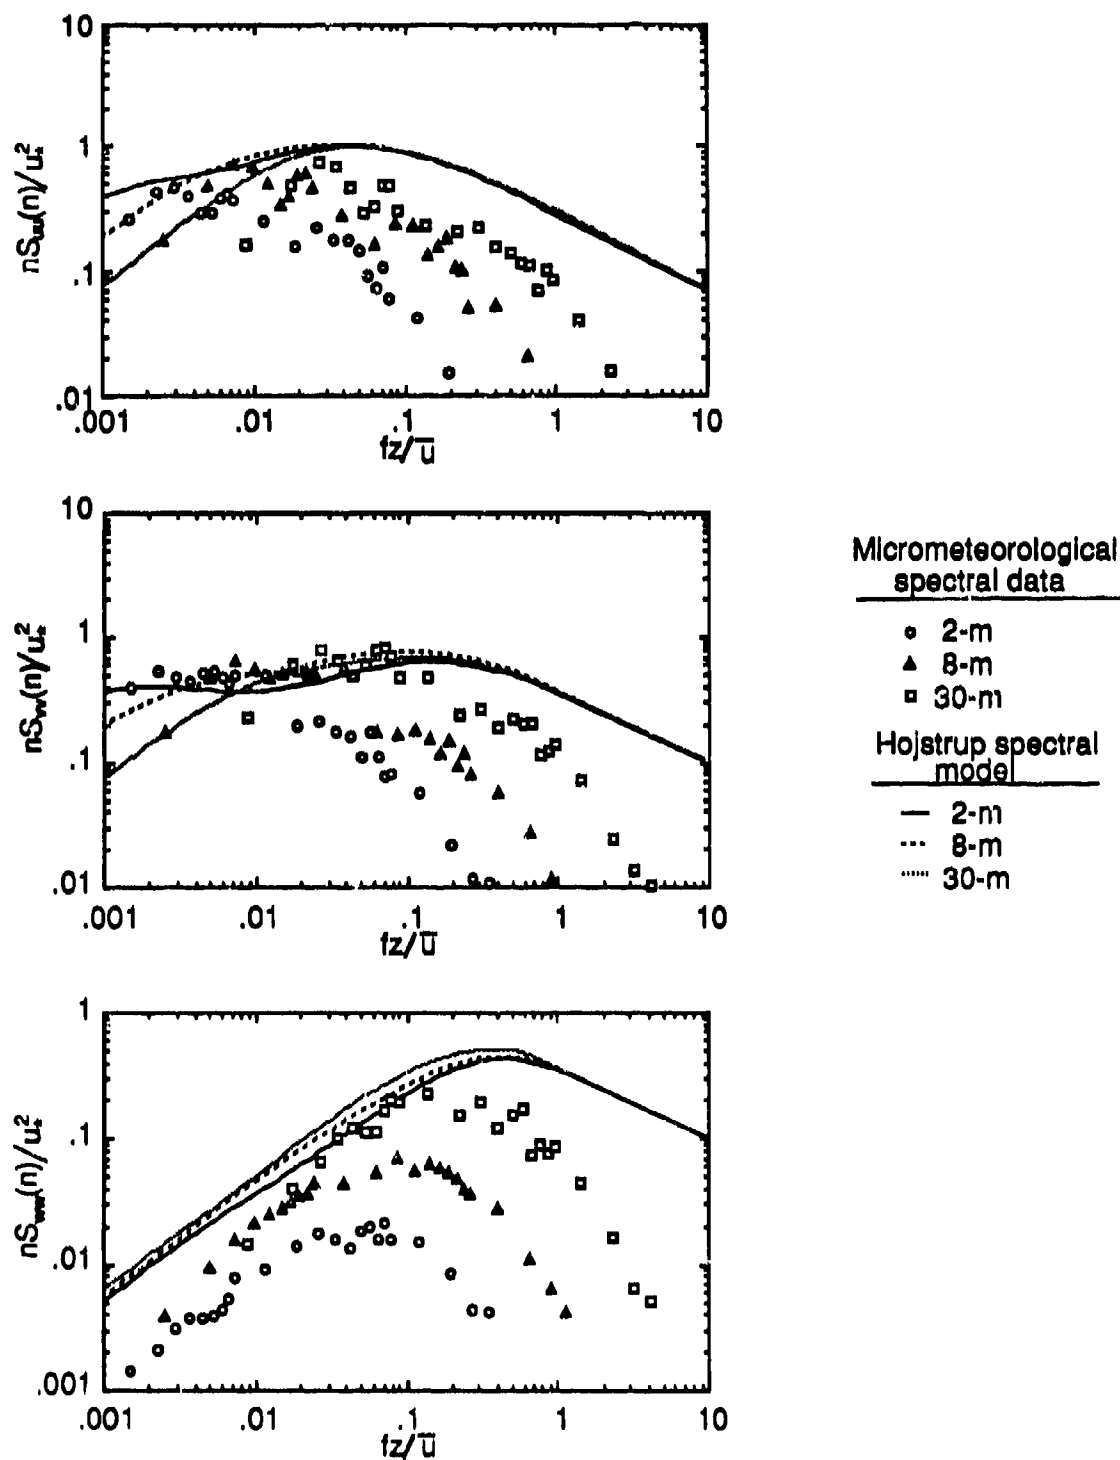 10
1
.1
.01
nSuu(n)/u*²
.001 .01 .1 1 10
fz/u̅
10
1
.1
.01
nSvv(n)/u*²
.001 .01 .1 1 10
fz/u̅
1
.1
.01
.001
nSww(n)/u*²
.001 .01 .1 1 10
fz/u̅
Micrometeorological
spectral data
2-m
8-m
30-m
Hojstrup spectral
model
2-m
8-m
30-m